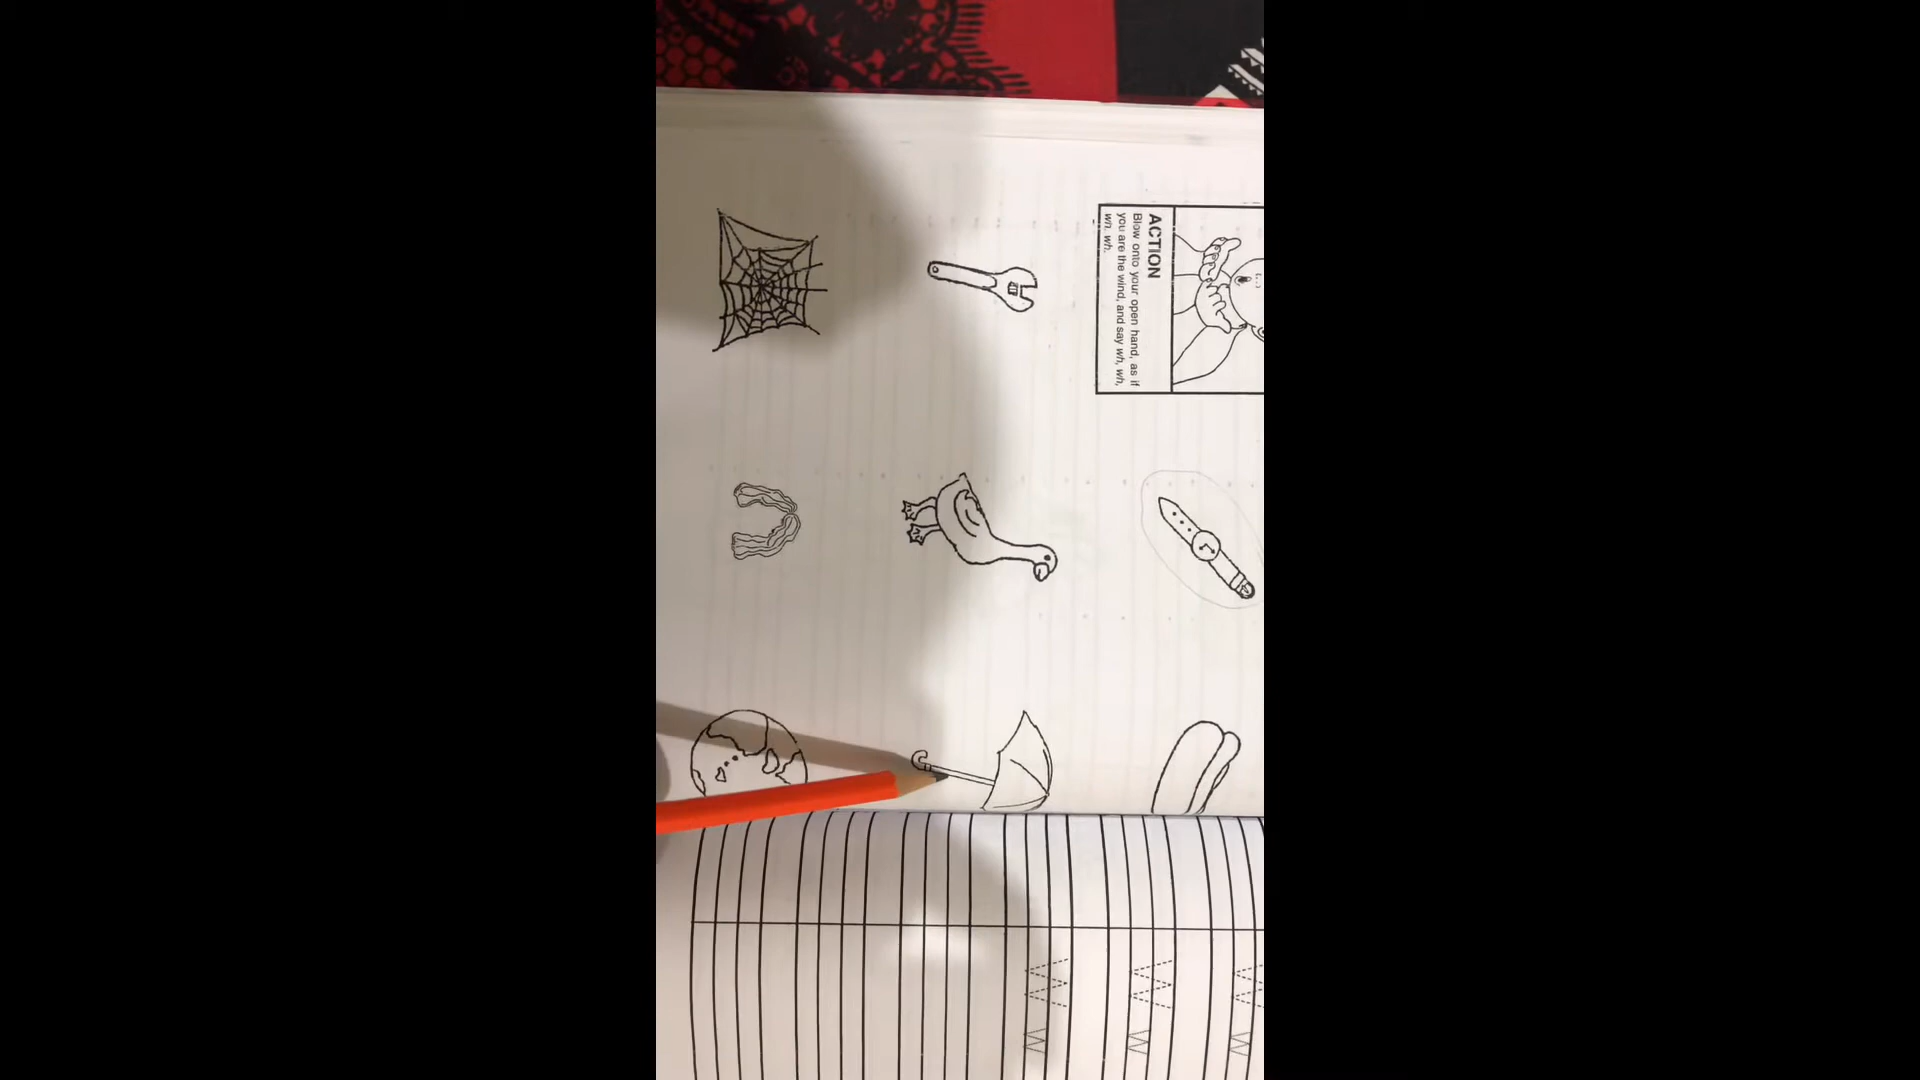 ACTION
Blow onto your open hand, as if
you are the wind, and say wh, wh,
wh, wh.
W W W
w w w